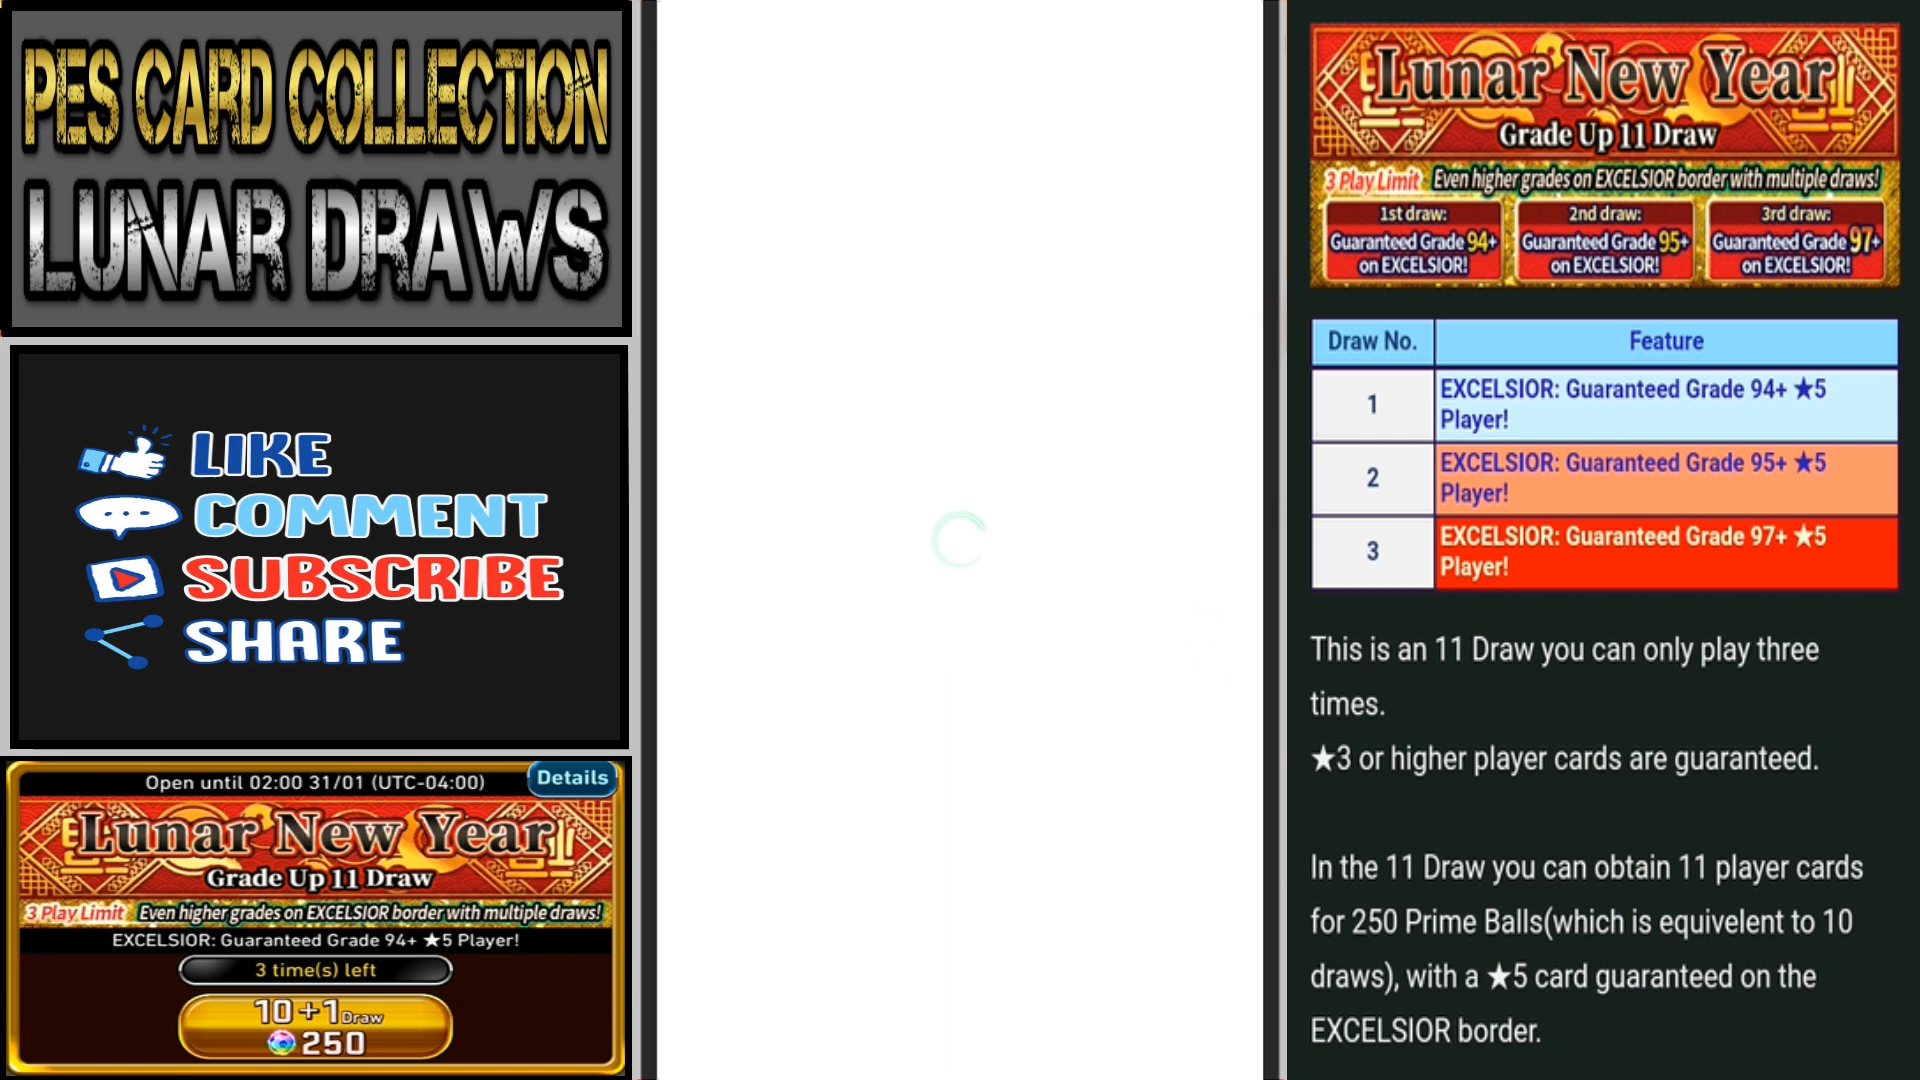 PES CARD COLLECTION
LUNAR DRAWS
LIKE
COMMENT
SUBSCRIBE
SHARE
Open until 02:00 31/01 (UTC-04:00)
Details
Lunar New Year
Grade Up 11 Draw
3 Play Limit Even higher grades on EXCELSIOR border with multiple draws!
EXCELSIOR: Guaranteed Grade 94+ ★5 Player!
3 time(s) left
10+1 Draw
250
Lunar New Year
Grade Up 11 Draw
3 Play Limit Even higher grades on EXCELSIOR border with multiple draws!
1st draw:
Guaranteed Grade 94+
on EXCELSIOR!
2nd draw:
Guaranteed Grade 95+
on EXCELSIOR!
3rd draw:
Guaranteed Grade 97+
on EXCELSIOR!
Draw No. Feature
1 EXCELSIOR: Guaranteed Grade 94+ ★5
Player!
2 EXCELSIOR: Guaranteed Grade 95+ ★5
Player!
3 EXCELSIOR: Guaranteed Grade 97+ ★5
Player!
This is an 11 Draw you can only play three
times.
★3 or higher player cards are guaranteed.
In the 11 Draw you can obtain 11 player cards
for 250 Prime Balls(which is equivelent to 10
draws), with a ★5 card guaranteed on the
EXCELSIOR border.